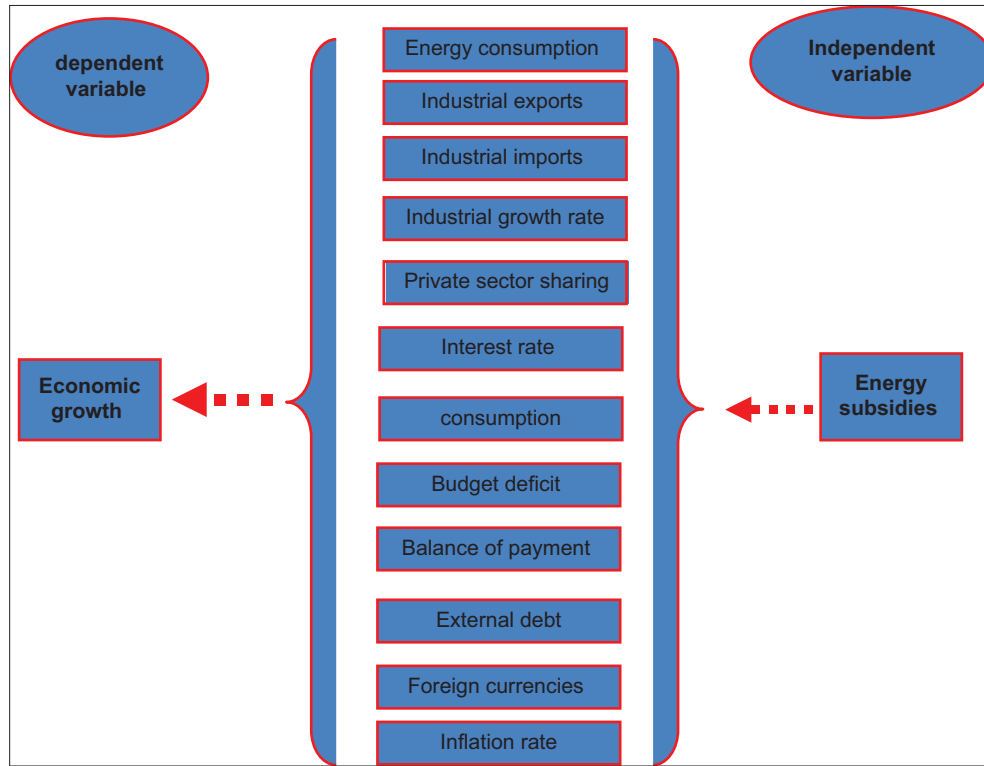 dependent
variable
Energy consumption
Industrial exports
Industrial imports
Industrial growth rate
Private sector sharing
Interest rate
consumption
Budget deficit
Balance of payment
External debt
Foreign currencies
Inflation rate
Independent
variable
Economic
growth
Energy
subsidies